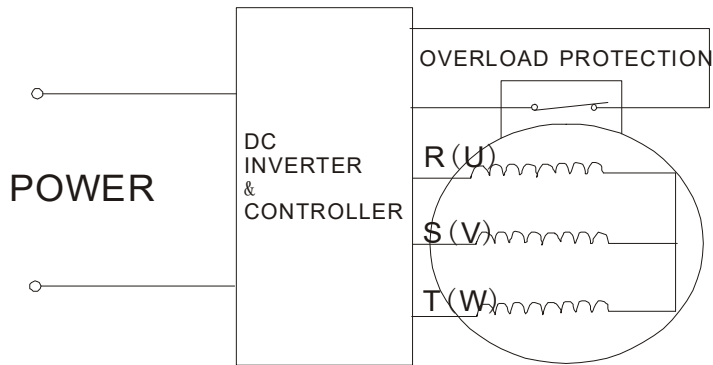 OVERLOAD PROTECTION
DC
INVERTER
&
CONTROLLER
POWER
R(U)
S(V)
T(W)